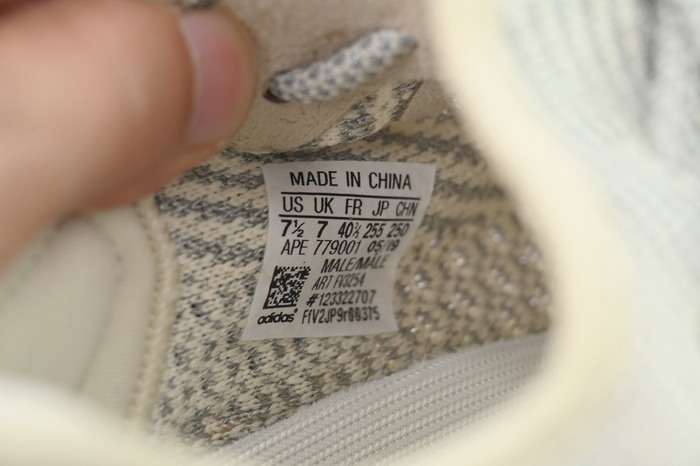 MADE IN CHINA
US UK FR JP CHN
7½ 7 40⅔ 255 250
APE 779001 05/19
MALE/MALE
ART FV3254
#123322707
adidas® FfV2JP9r08375